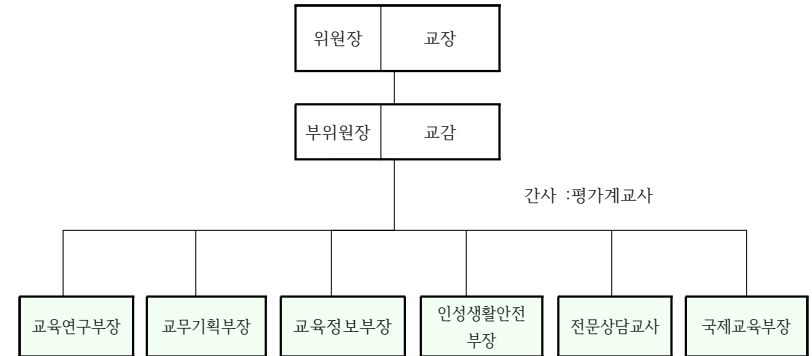 위원장 교장
부위원장 교감
간사 :평가계교사
교육연구부장 교무기획부장 교육정보부장 인성생활안전 부장 전문상담교사 국제교육부장